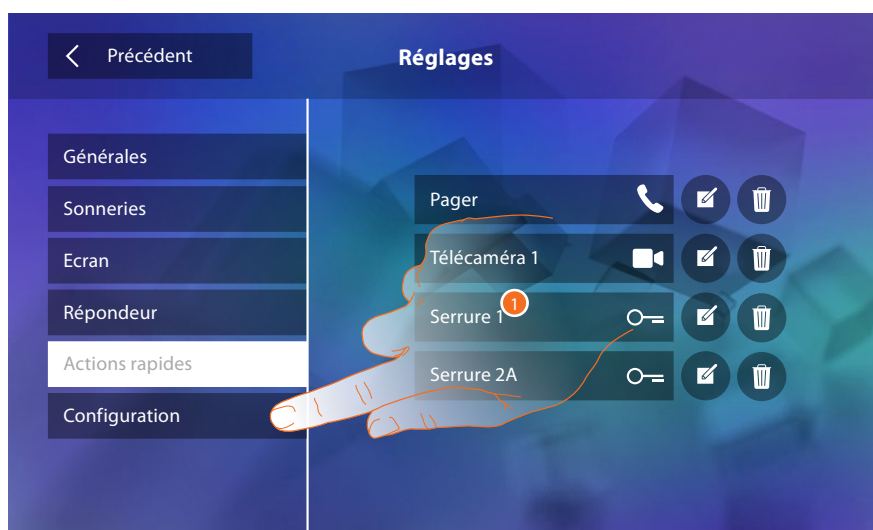 Précédent
Réglages
Générales
Sonneries
Ecran
Répondeur
Actions rapides
Configuration
Pager
Télécaméra 1
Serrure 1
1
Serrure 2A